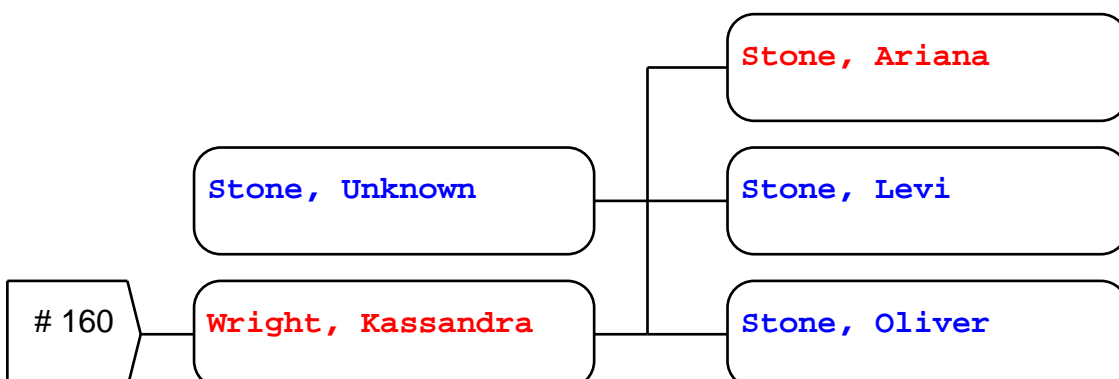 Stone, Ariana
Stone, Unknown
Stone, Levi
# 160
Wright, Kassandra
Stone, Oliver